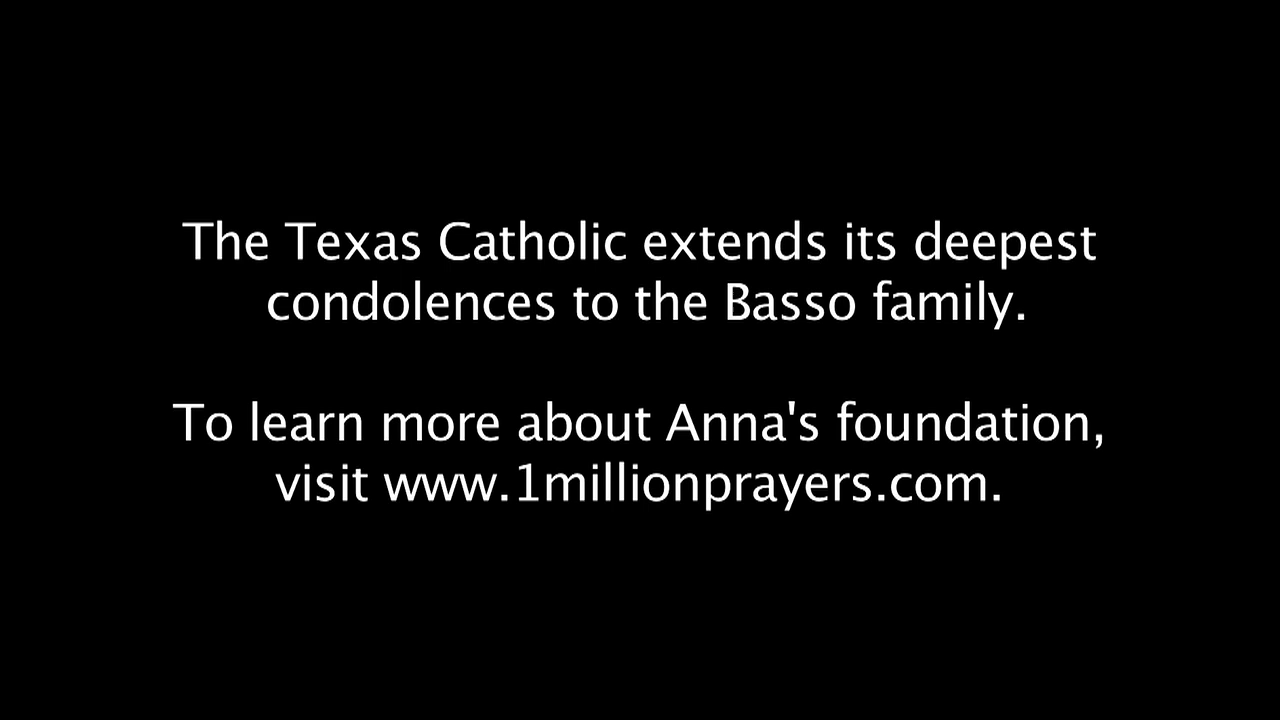 The Texas Catholic extends its deepest
condolences to the Basso family.
To learn more about Anna's foundation,
visit www.1millionprayers.com.